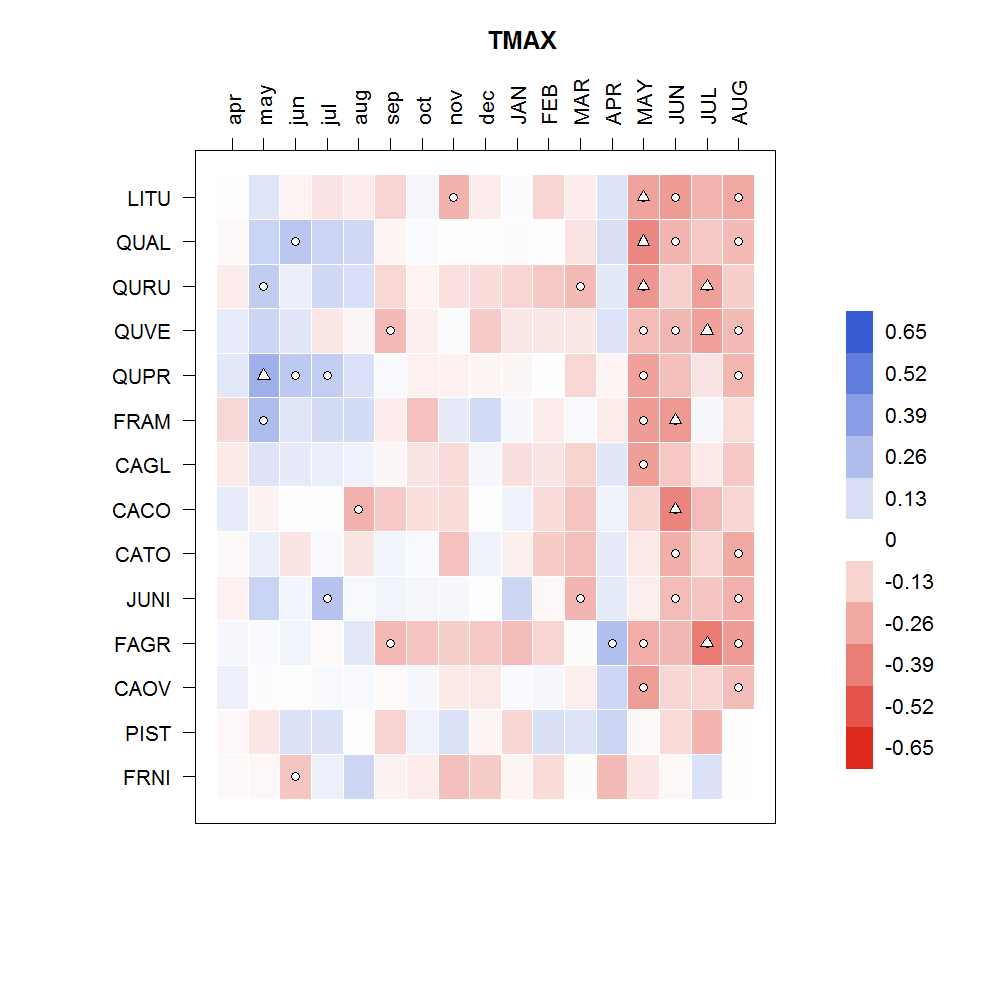 TMAX
apr may jun jul aug sep oct nov dec JAN FEB MAR APR MAY JUN JUL AUG
LITU
QUAL
QURU
QUVE
QUPR
FRAM
CAGL
CACO
CATO
JUNI
FAGR
CAOV
PIST
FRNI
0.65
0.52
0.39
0.26
0.13
0
-0.13
-0.26
-0.39
-0.52
-0.65